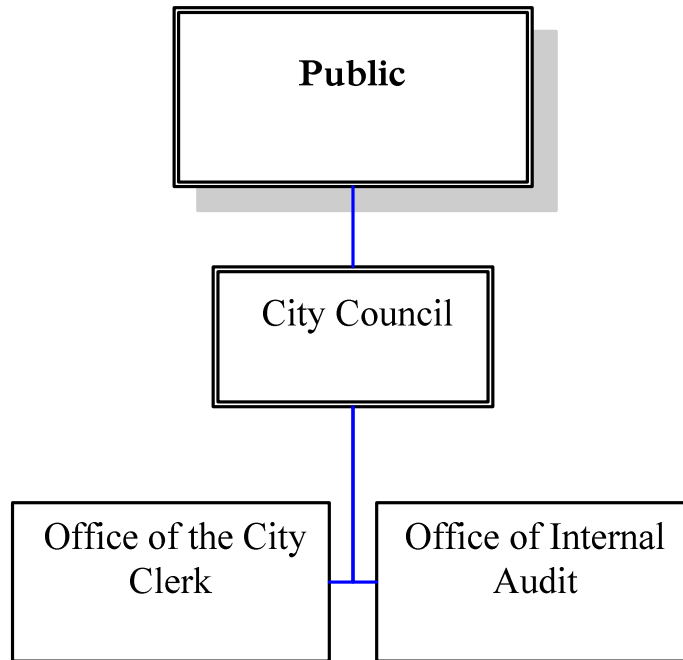 Public
City Council
Office of the City
Clerk
Office of Internal
Audit